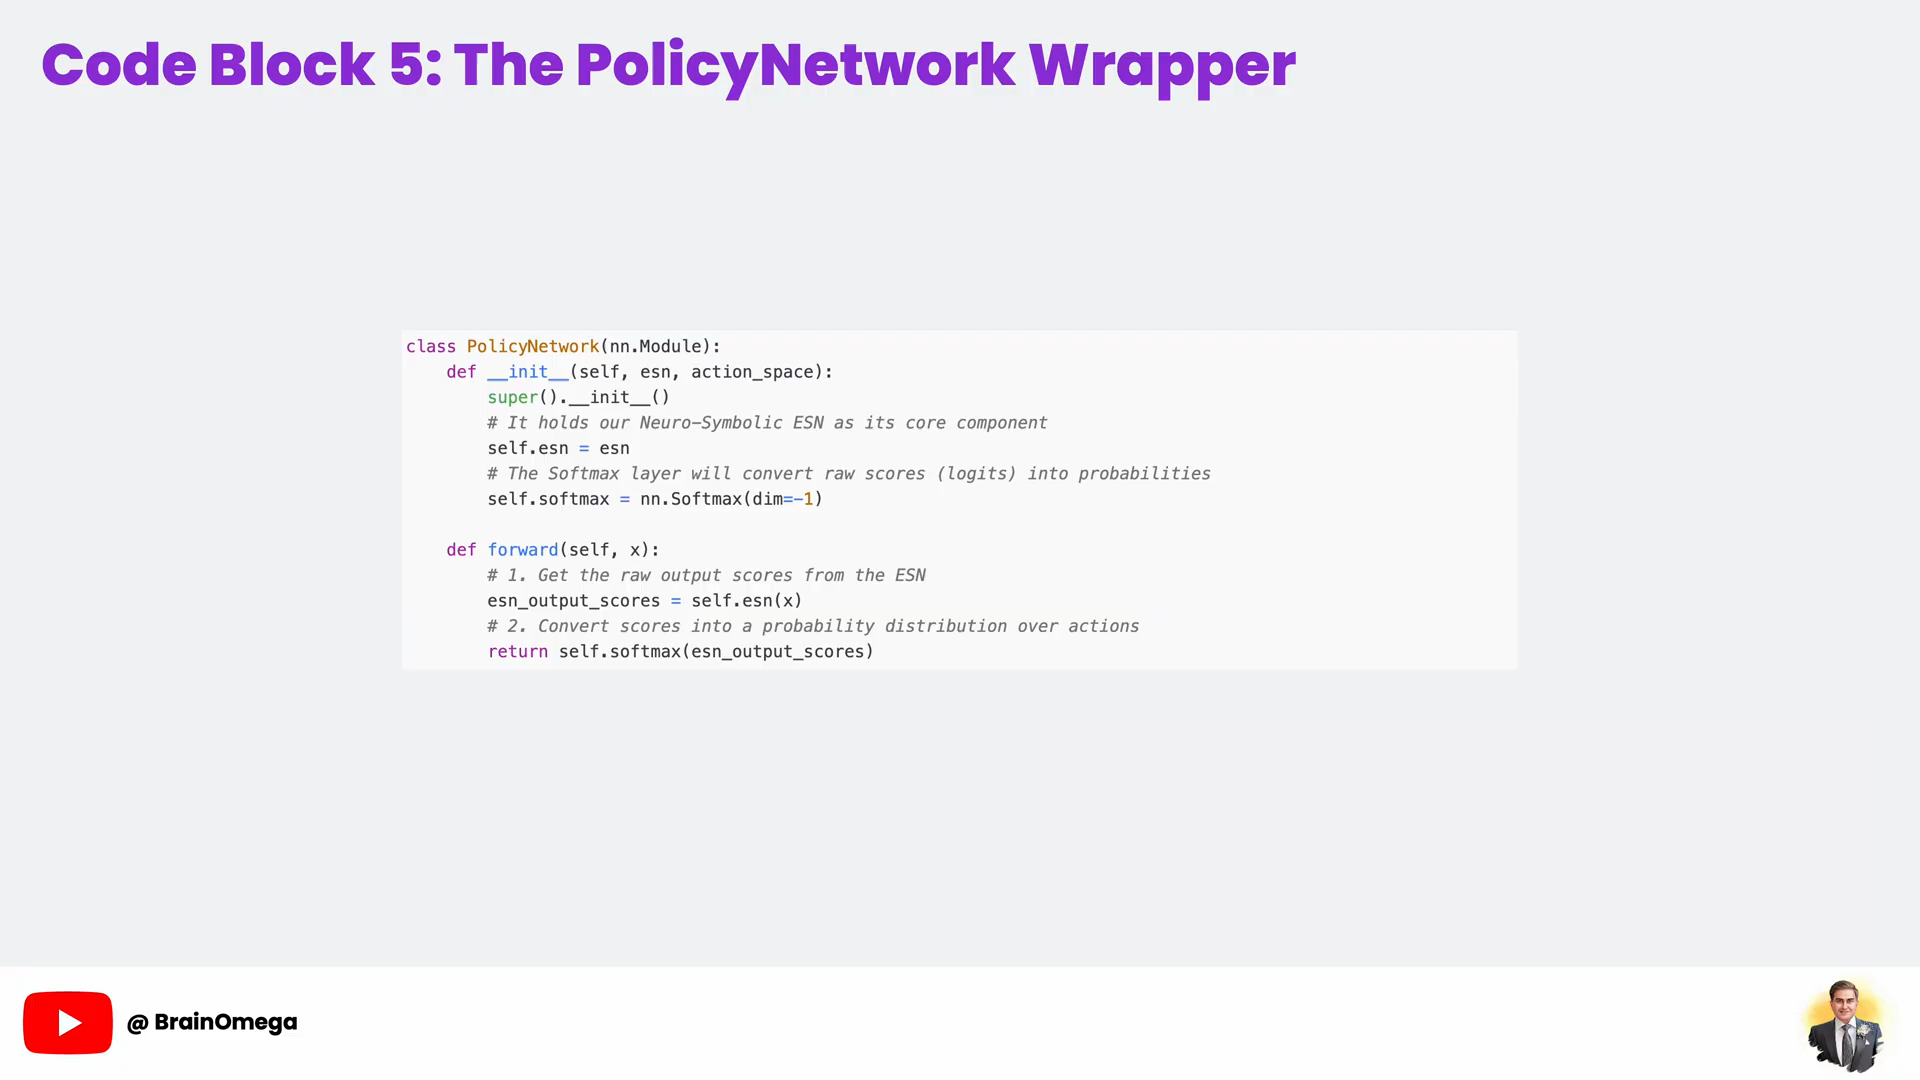 Code Block 5: The PolicyNetwork Wrapper
class PolicyNetwork(nn.Module):
    def __init__(self, esn, action_space):
        super().__init__()
        # It holds our Neuro-Symbolic ESN as its core component
        self.esn = esn
        # The Softmax layer will convert raw scores (logits) into probabilities
        self.softmax = nn.Softmax(dim=-1)
    def forward(self, x):
        # 1. Get the raw output scores from the ESN
        esn_output_scores = self.esn(x)
        # 2. Convert scores into a probability distribution over actions
        return self.softmax(esn_output_scores)
@ BrainOmega